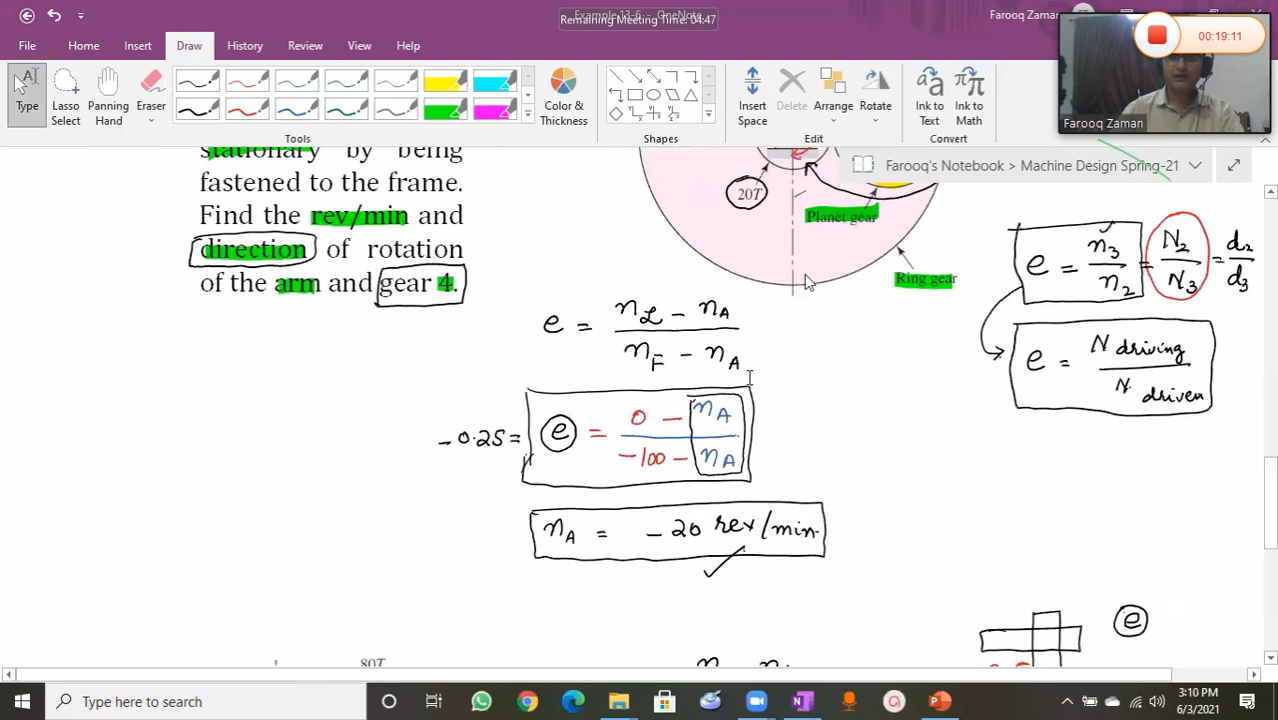 Example 13-6 - OneNote
Remaining Meeting Time: 04:47
Farooq Zaman
00:19:11
File Home Insert Draw History Review View Help
Type
Lasso Select
Panning Hand
Eraser
Color & Thickness
Insert Space
Delete
Arrange
Rotate
Ink to Text
Ink to Math
Tools
Shapes
Edit
Convert
Farooq Zaman
Farooq's Notebook > Machine Design Spring-21
stationary by being
fastened to the frame.
Find the rev/min and
direction of rotation
of the arm and gear 4.
20T
Planet gear
Ring gear
e = n3/n2 = N2/N3 = d2/d3
e = N driving / N driven
e = nL - nA / nF - nA
-0.25 = e = 0 - nA / -100 - nA
nA = -20 rev/min.
e
80T
Type here to search
3:10 PM
6/3/2021